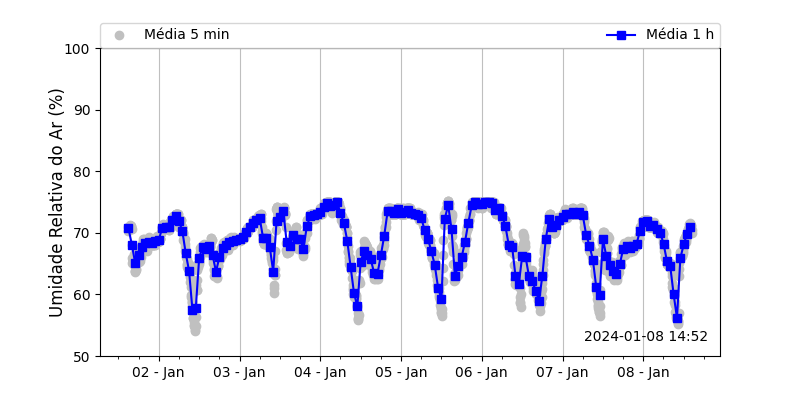 Média 5 min
Média 1 h
100
90
80
70
60
50
Umidade Relativa do Ar (%)
2024-01-08 14:52
02 - Jan
03 - Jan
04 - Jan
05 - Jan
06 - Jan
07 - Jan
08 - Jan